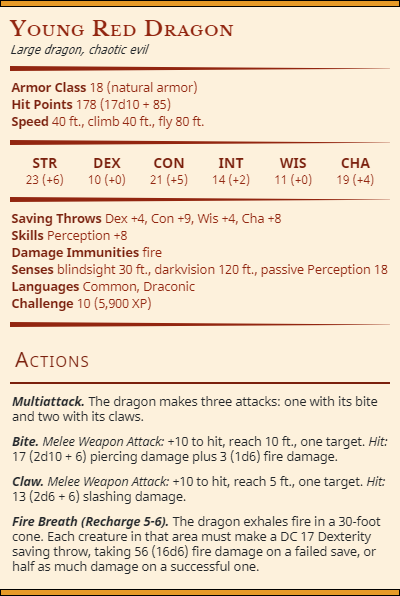 Young Red Dragon
Large dragon, chaotic evil
Armor Class 18 (natural armor)
Hit Points 178 (17d10 + 85)
Speed 40 ft., climb 40 ft., fly 80 ft.
STR DEX CON INT WIS CHA
23 (+6) 10 (+0) 21 (+5) 14 (+2) 11 (+0) 19 (+4)
Saving Throws Dex +4, Con +9, Wis +4, Cha +8
Skills Perception +8
Damage Immunities fire
Senses blindsight 30 ft., darkvision 120 ft., passive Perception 18
Languages Common, Draconic
Challenge 10 (5,900 XP)
Actions
Multiattack. The dragon makes three attacks: one with its bite
and two with its claws.
Bite. Melee Weapon Attack: +10 to hit, reach 10 ft., one target. Hit:
17 (2d10 + 6) piercing damage plus 3 (1d6) fire damage.
Claw. Melee Weapon Attack: +10 to hit, reach 5 ft., one target. Hit:
13 (2d6 + 6) slashing damage.
Fire Breath (Recharge 5-6). The dragon exhales fire in a 30-foot
cone. Each creature in that area must make a DC 17 Dexterity
saving throw, taking 56 (16d6) fire damage on a failed save, or
half as much damage on a successful one.